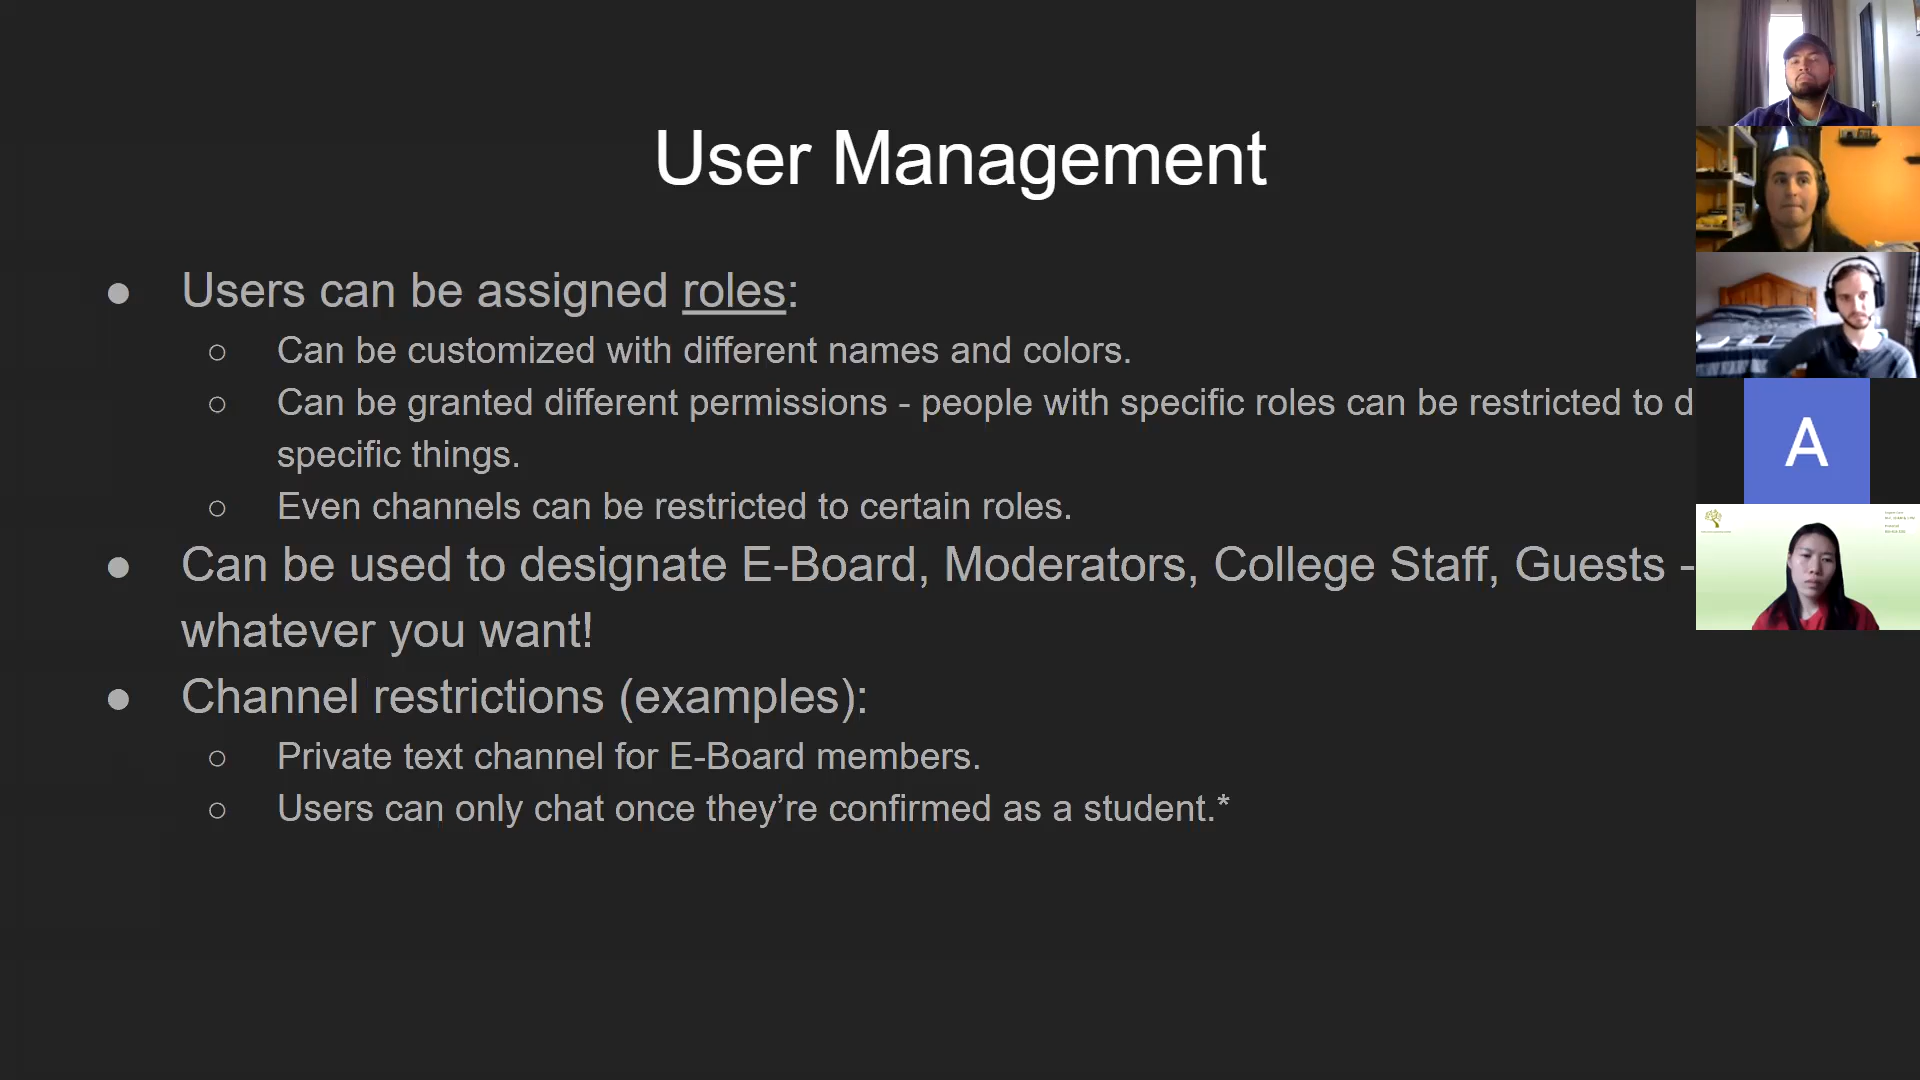 User Management
● Users can be assigned roles:
○ Can be customized with different names and colors.
○ Can be granted different permissions - people with specific roles can be restricted to d
specific things.
○ Even channels can be restricted to certain roles.
● Can be used to designate E-Board, Moderators, College Staff, Guests -
whatever you want!
● Channel restrictions (examples):
○ Private text channel for E-Board members.
○ Users can only chat once they’re confirmed as a student.*
A